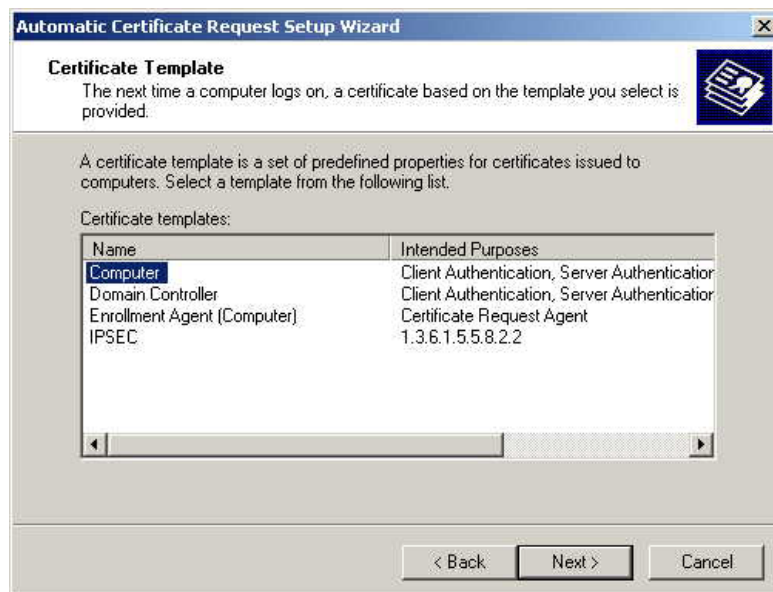 Automatic Certificate Request Setup Wizard
Certificate Template
The next time a computer logs on, a certificate based on the template you select is
provided.
A certificate template is a set of predefined properties for certificates issued to
computers. Select a template from the following list.
Certificate templates:
Name Intended Purposes
Computer Client Authentication, Server Authentication
Domain Controller Client Authentication, Server Authentication
Enrollment Agent (Computer) Certificate Request Agent
IPSEC 1.3.6.1.5.5.8.2.2
< Back Next > Cancel